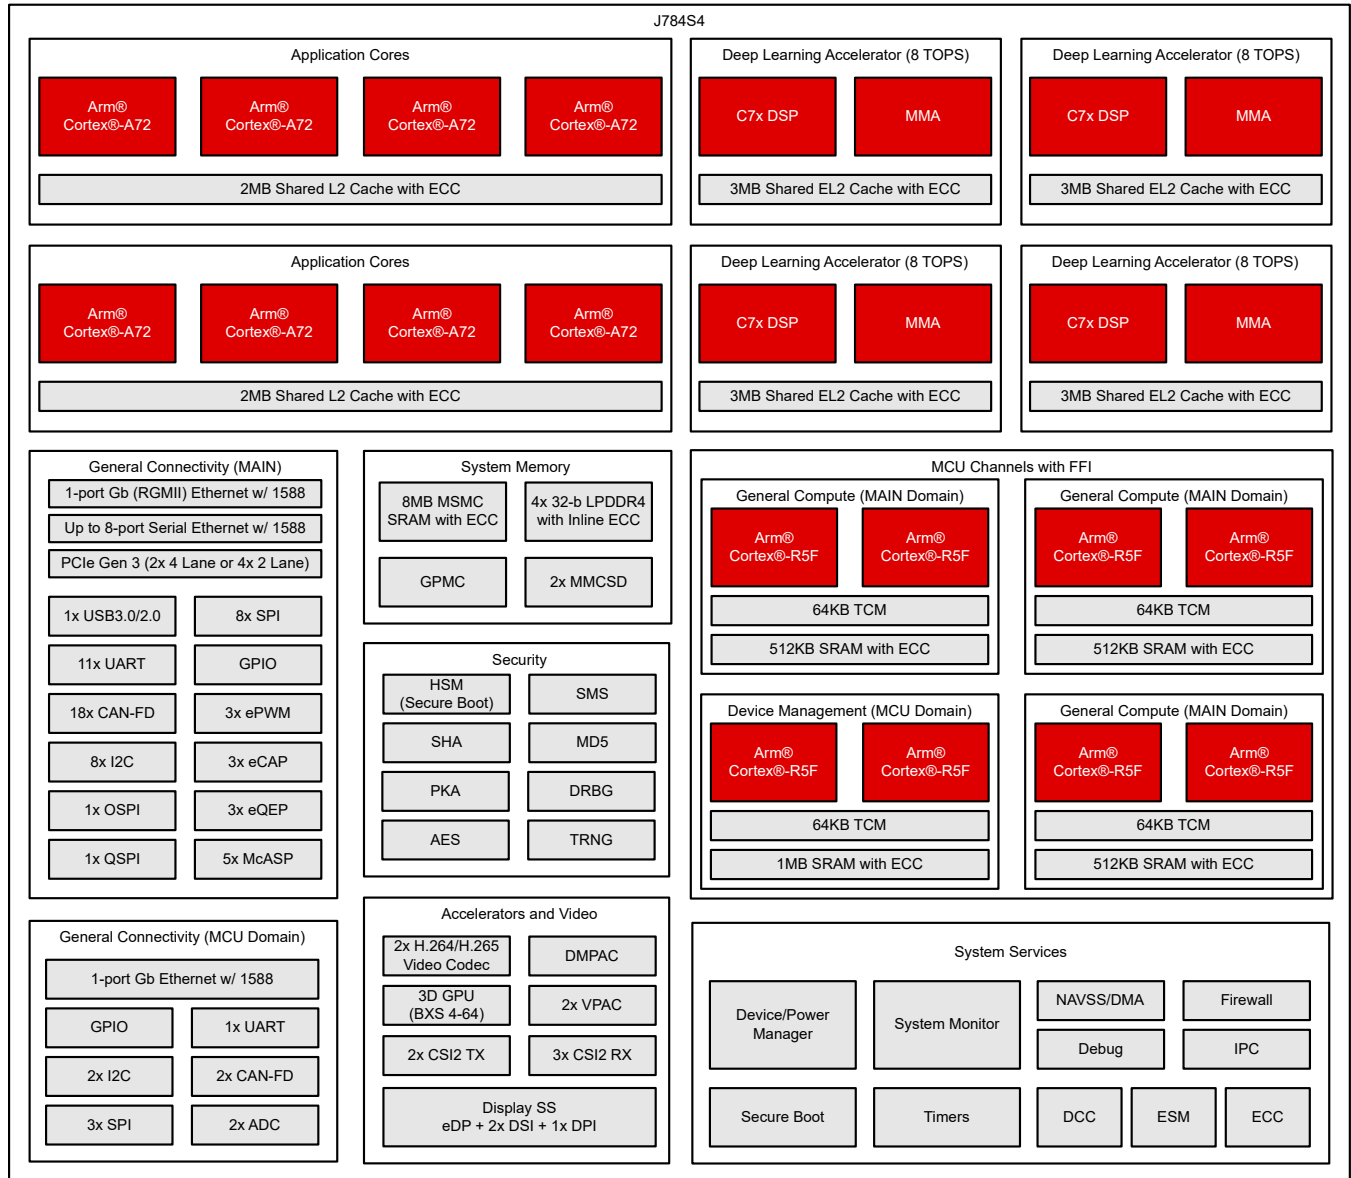 J784S4
Application Cores
Arm®
Cortex®-A72
Arm®
Cortex®-A72
Arm®
Cortex®-A72
Arm®
Cortex®-A72
2MB Shared L2 Cache with ECC
Deep Learning Accelerator (8 TOPS)
C7x DSP
MMA
3MB Shared EL2 Cache with ECC
Deep Learning Accelerator (8 TOPS)
C7x DSP
MMA
3MB Shared EL2 Cache with ECC
Application Cores
Arm®
Cortex®-A72
Arm®
Cortex®-A72
Arm®
Cortex®-A72
Arm®
Cortex®-A72
2MB Shared L2 Cache with ECC
Deep Learning Accelerator (8 TOPS)
C7x DSP
MMA
3MB Shared EL2 Cache with ECC
Deep Learning Accelerator (8 TOPS)
C7x DSP
MMA
3MB Shared EL2 Cache with ECC
General Connectivity (MAIN)
1-port Gb (RGMII) Ethernet w/ 1588
Up to 8-port Serial Ethernet w/ 1588
PCIe Gen 3 (2x 4 Lane or 4x 2 Lane)
1x USB3.0/2.0
8x SPI
11x UART
GPIO
18x CAN-FD
3x ePWM
8x I2C
3x eCAP
1x OSPI
3x eQEP
1x QSPI
5x McASP
System Memory
8MB MSMC
SRAM with ECC
4x 32-b LPDDR4
with Inline ECC
GPMC
2x MMCSD
Security
HSM
(Secure Boot)
SMS
SHA
MD5
PKA
DRBG
AES
TRNG
MCU Channels with FFI
General Compute (MAIN Domain)
Arm®
Cortex®-R5F
Arm®
Cortex®-R5F
64KB TCM
512KB SRAM with ECC
General Compute (MAIN Domain)
Arm®
Cortex®-R5F
Arm®
Cortex®-R5F
64KB TCM
512KB SRAM with ECC
Device Management (MCU Domain)
Arm®
Cortex®-R5F
Arm®
Cortex®-R5F
64KB TCM
1MB SRAM with ECC
General Compute (MAIN Domain)
Arm®
Cortex®-R5F
Arm®
Cortex®-R5F
64KB TCM
512KB SRAM with ECC
General Connectivity (MCU Domain)
1-port Gb Ethernet w/ 1588
GPIO
1x UART
2x I2C
2x CAN-FD
3x SPI
2x ADC
Accelerators and Video
2x H.264/H.265
Video Codec
DMPAC
3D GPU
(BXS 4-64)
2x VPAC
2x CSI2 TX
3x CSI2 RX
Display SS
eDP + 2x DSI + 1x DPI
System Services
Device/Power
Manager
System Monitor
NAVSS/DMA
Firewall
Debug
IPC
Secure Boot
Timers
DCC
ESM
ECC